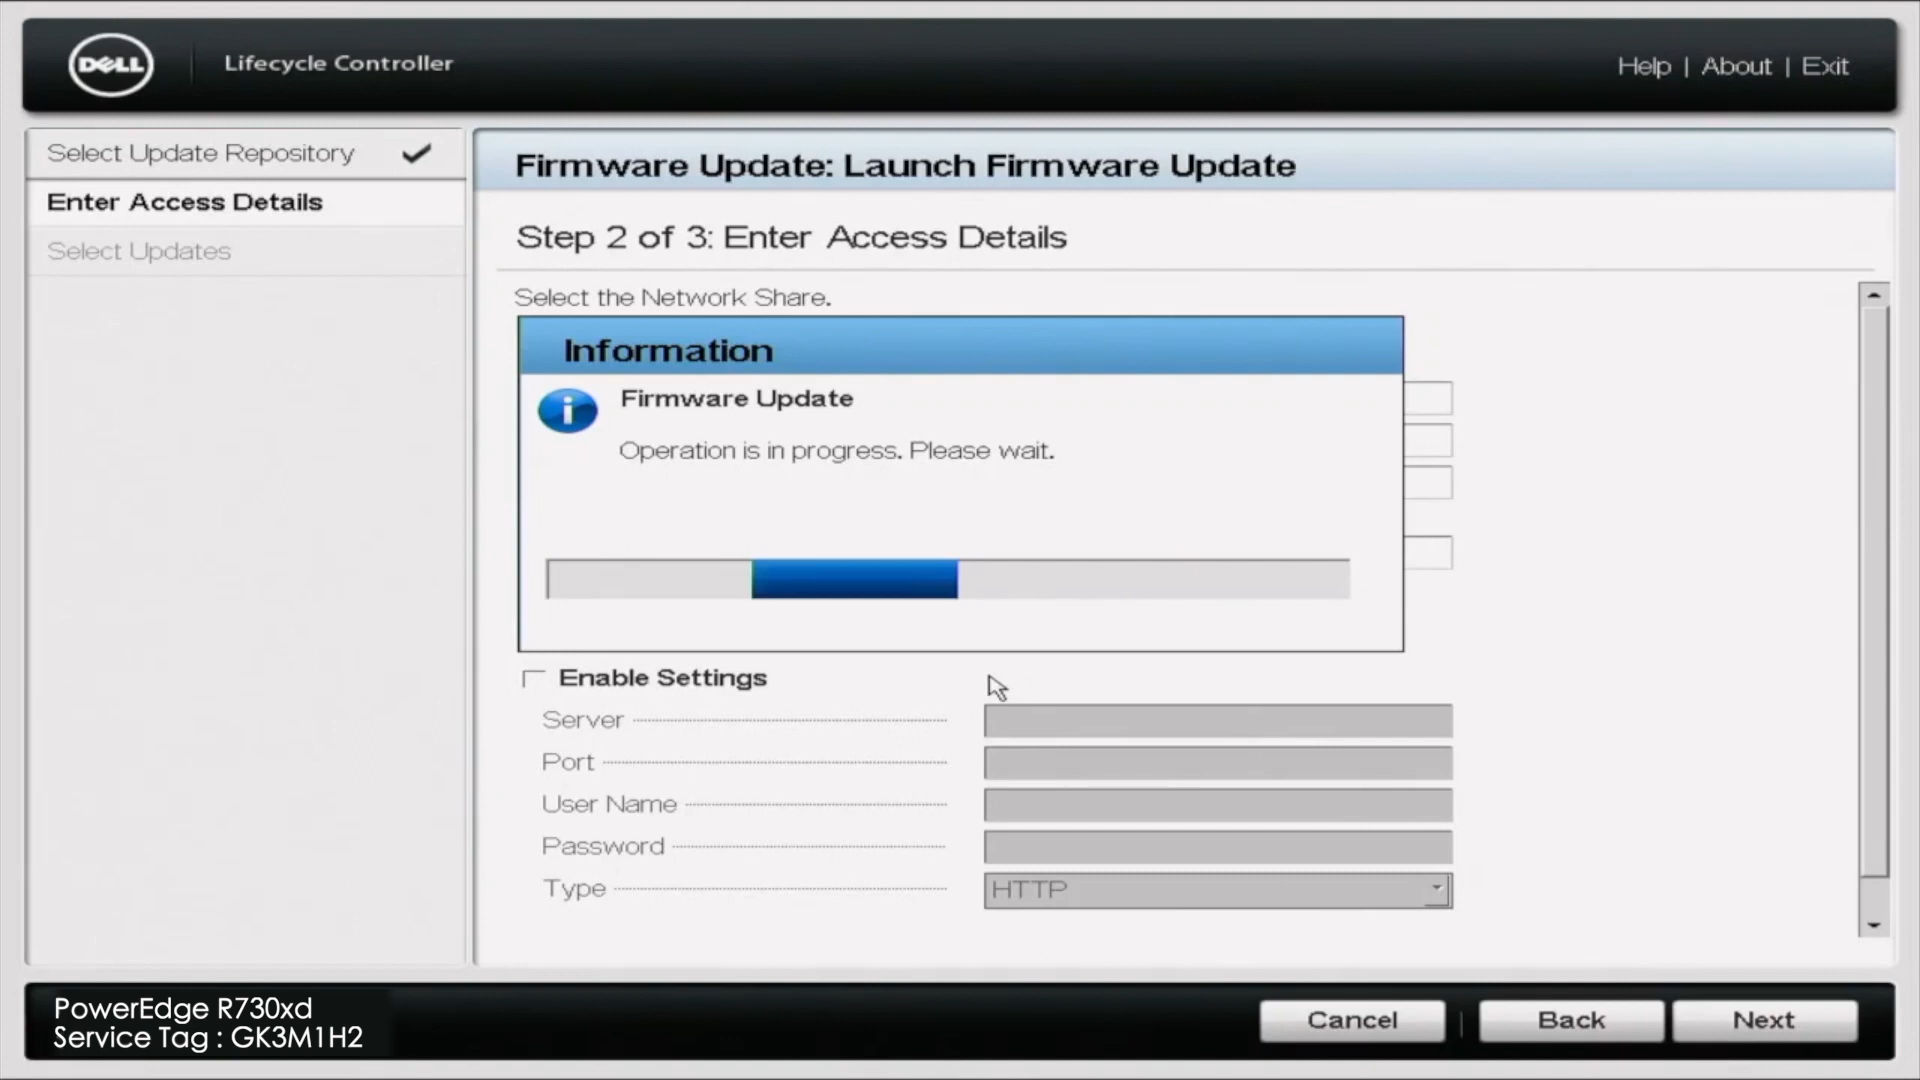 DELL
Lifecycle Controller
Help | About | Exit
Select Update Repository
Enter Access Details
Select Updates
Firmware Update: Launch Firmware Update
Step 2 of 3: Enter Access Details
Select the Network Share.
Information
Firmware Update
Operation is in progress. Please wait.
Enable Settings
Server
Port
User Name
Password
Type
HTTP
PowerEdge R730xd
Service Tag : GK3M1H2
Cancel | Back Next